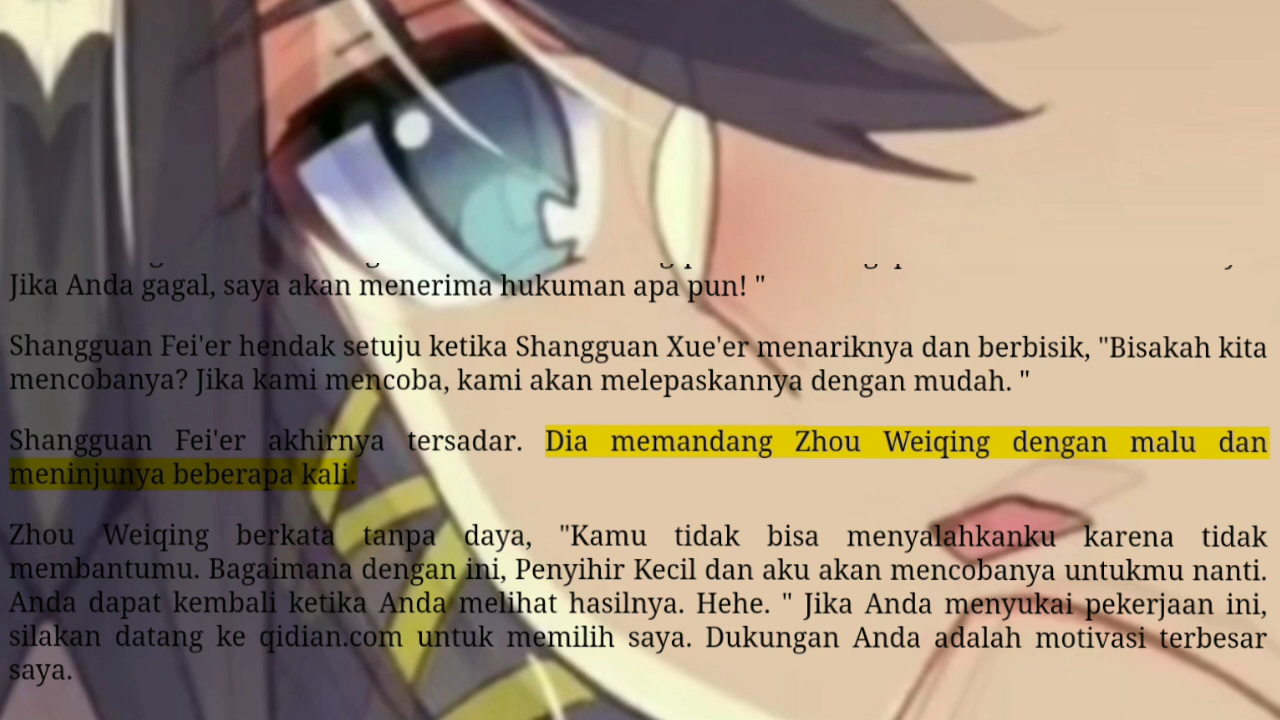 Jika Anda gagal, saya akan menerima hukuman apa pun! "
Shangguan Fei'er hendak setuju ketika Shangguan Xue'er menariknya dan berbisik, "Bisakah kita
mencobanya? Jika kami mencoba, kami akan melepaskannya dengan mudah. "
Shangguan Fei'er akhirnya tersadar. Dia memandang Zhou Weiqing dengan malu dan
meninjunya beberapa kali.
Zhou Weiqing berkata tanpa daya, "Kamu tidak bisa menyalahkanku karena tidak
membantumu. Bagaimana dengan ini, Penyihir Kecil dan aku akan mencobanya untukmu nanti.
Anda dapat kembali ketika Anda melihat hasilnya. Hehe. " Jika Anda menyukai pekerjaan ini,
silakan datang ke qidian.com untuk memilih saya. Dukungan Anda adalah motivasi terbesar
saya.